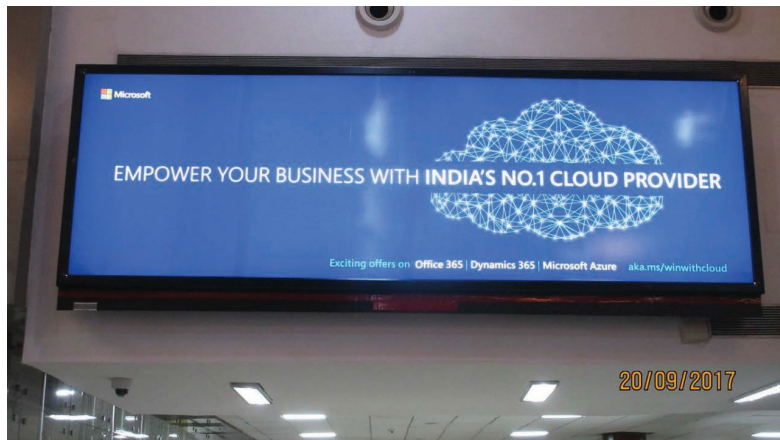 Microsoft
EMPOWER YOUR BUSINESS WITH INDIA'S NO.1 CLOUD PROVIDER
Exciting offers on Office 365 | Dynamics 365 | Microsoft Azure aka.ms/winwithcloud
20/09/2017